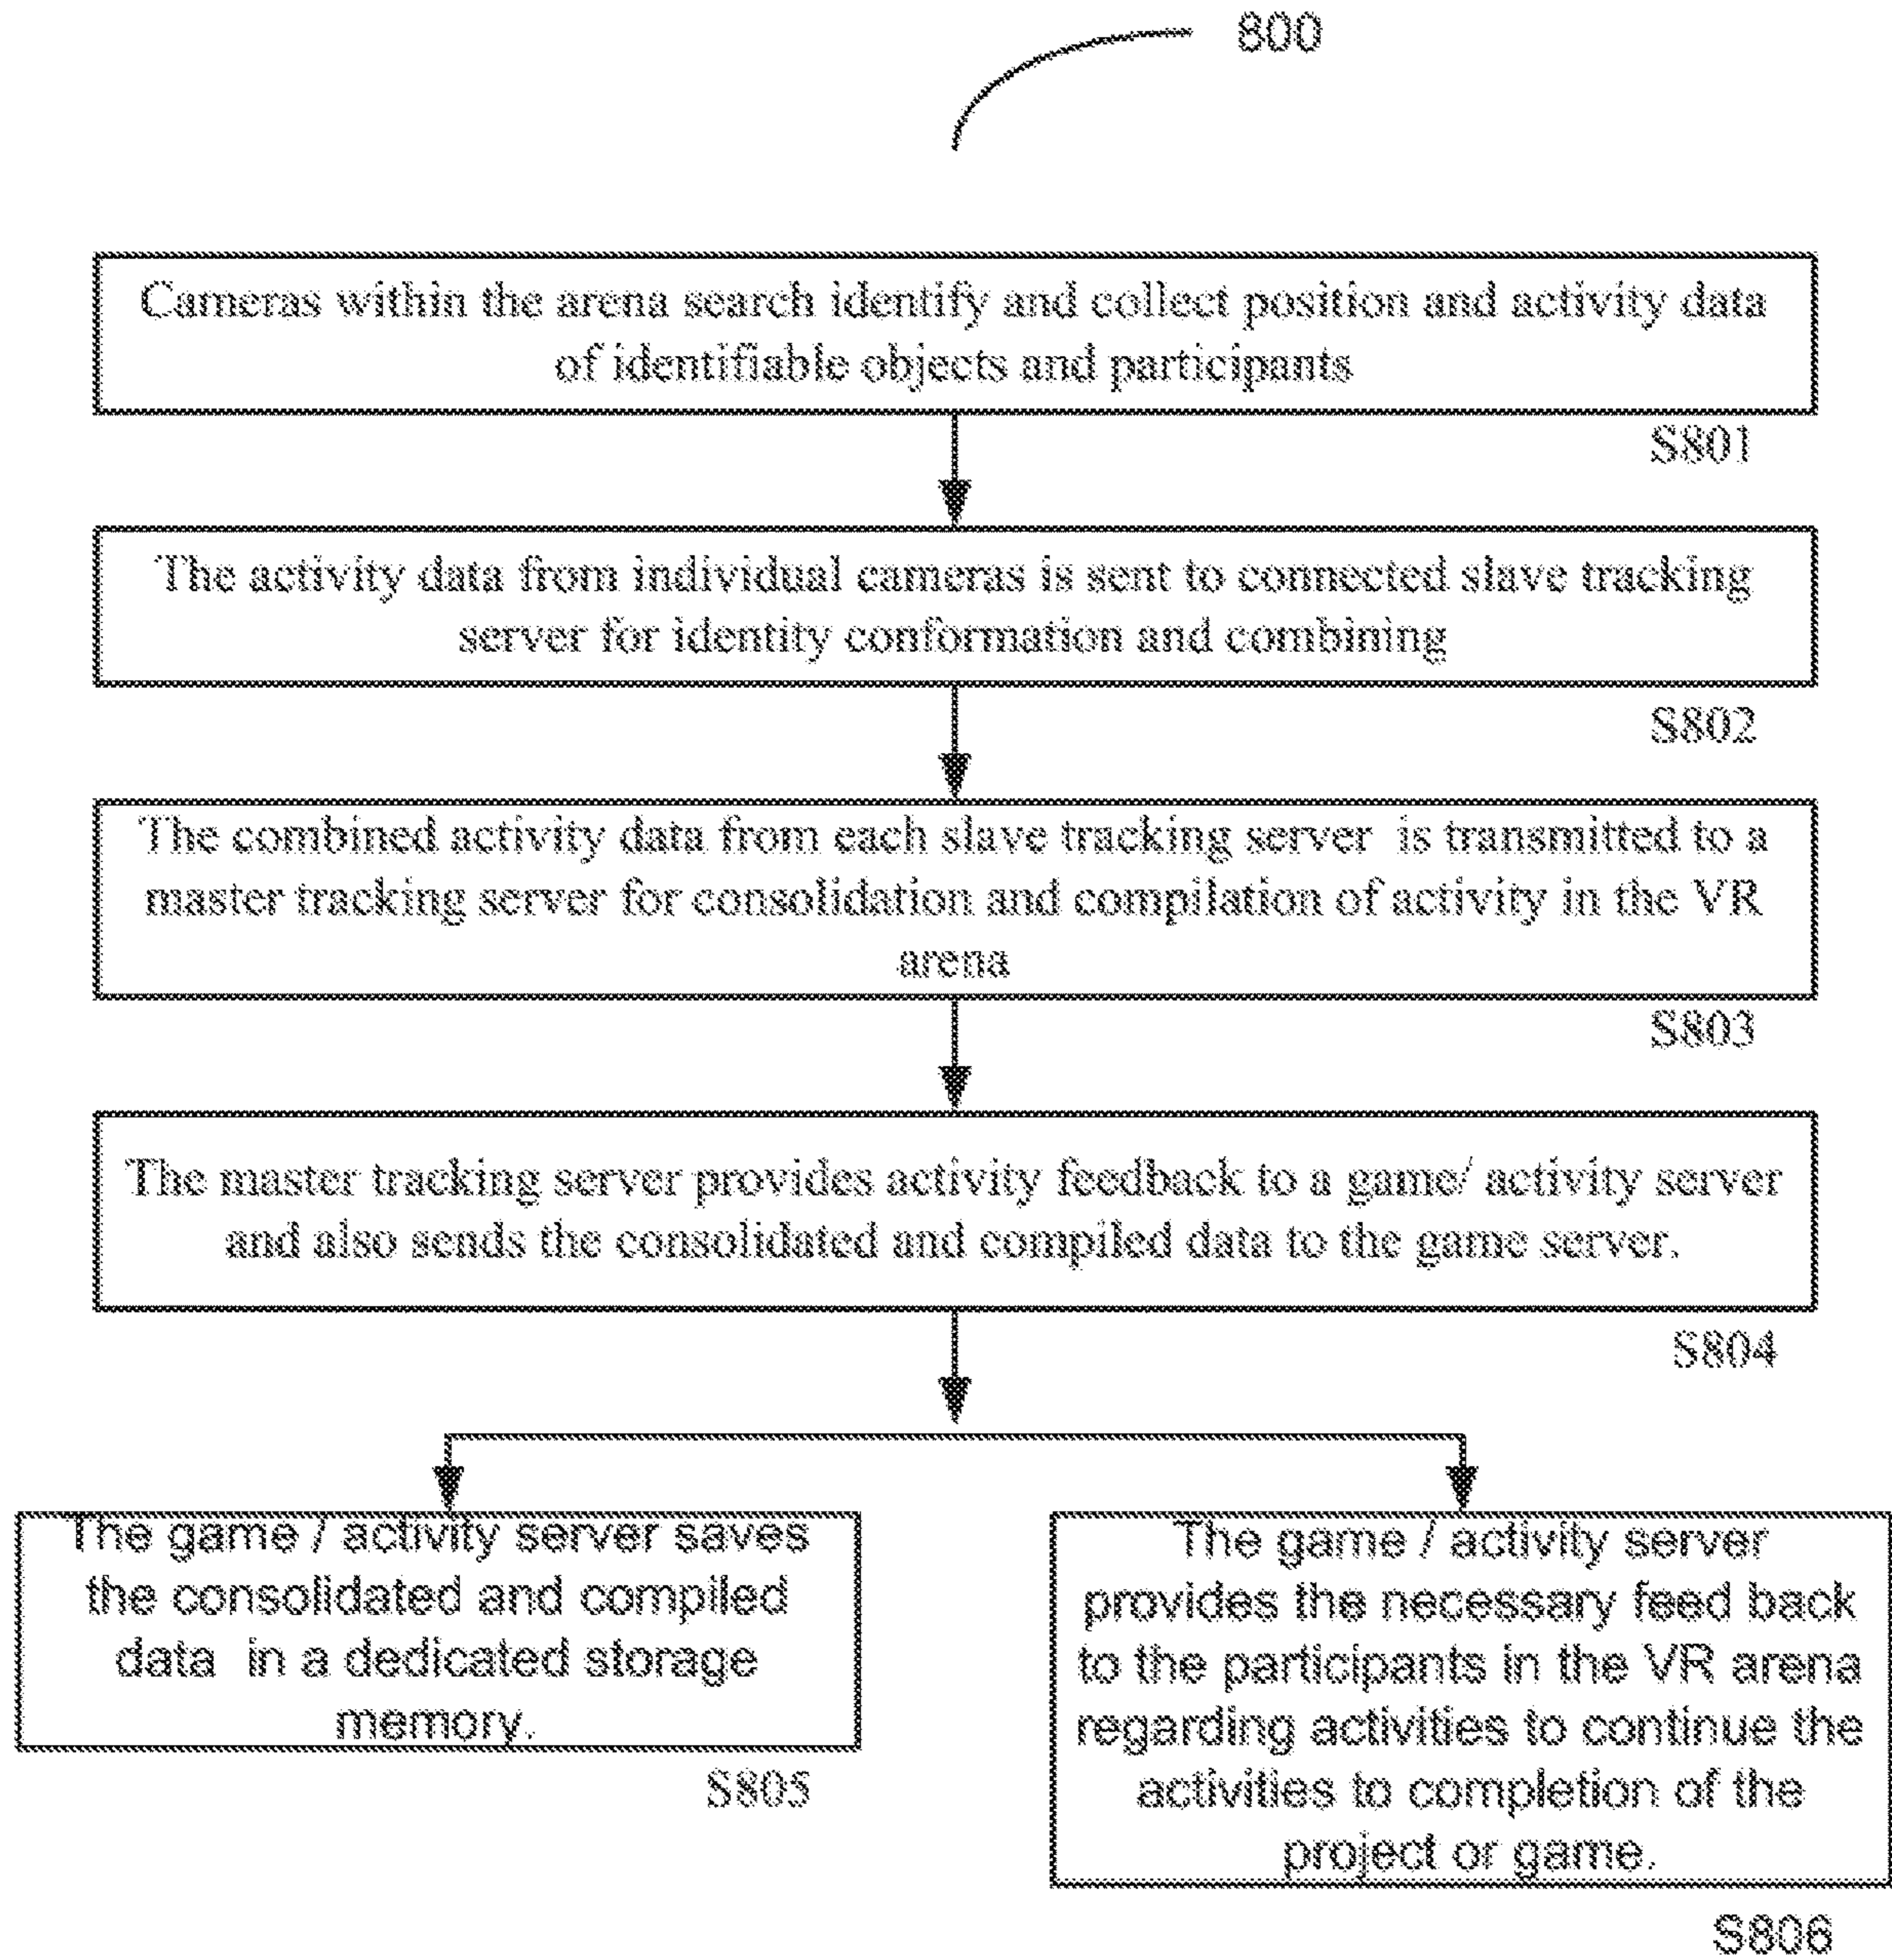 800
Cameras within the arena search identify and collect position and activity data
of identifiable objects and participants
S801
The activity data from individual cameras is sent to connected slave tracking
server for identity conformation and combining
S802
The combined activity data from each slave tracking server is transmitted to a
master tracking server for consolidation and compilation of activity in the VR
arena
S803
The master tracking server provides activity feedback to a game/ activity server
and also sends the consolidated and compiled data to the game server.
S804
The game / activity server saves
the consolidated and compiled
data in a dedicated storage
memory.
S805
The game / activity server
provides the necessary feed back
to the participants in the VR arena
regarding activities to continue the
activities to completion of the
project or game.
S806